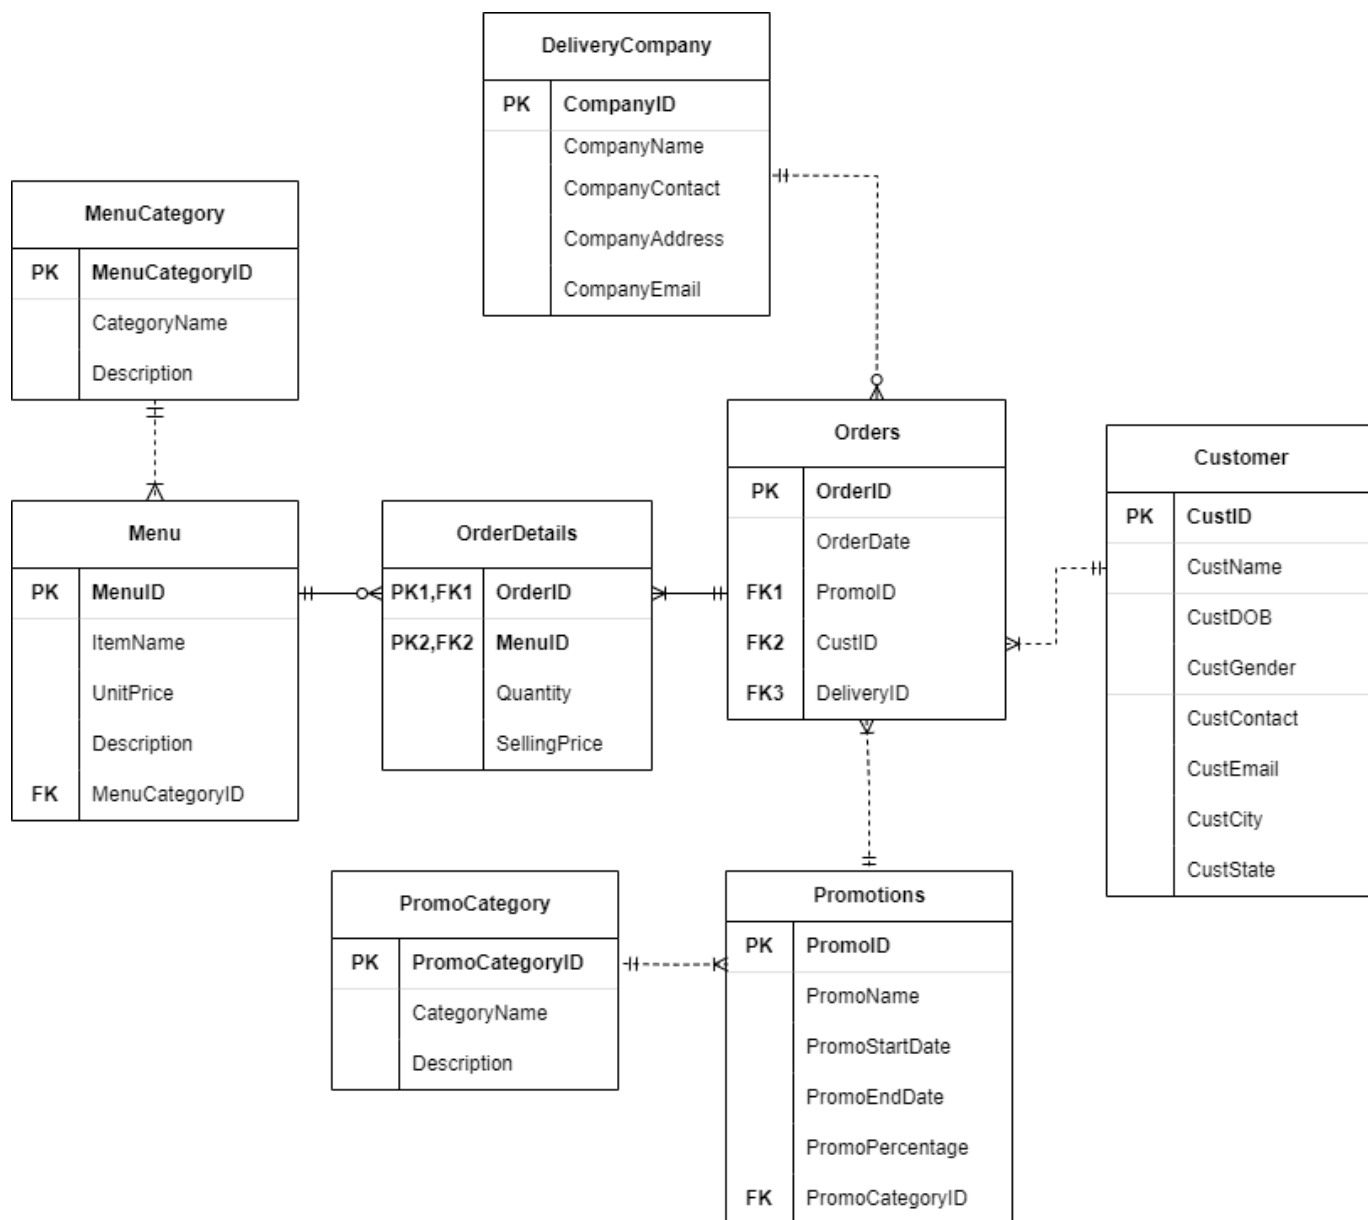 DeliveryCompany
PK CompanyID
CompanyName
CompanyContact
CompanyAddress
CompanyEmail
MenuCategory
PK MenuCategoryID
CategoryName
Description
Menu
PK MenuID
ItemName
UnitPrice
Description
FK MenuCategoryID
OrderDetails
PK1,FK1 OrderID
PK2,FK2 MenuID
Quantity
SellingPrice
Orders
PK OrderID
OrderDate
FK1 PromoID
FK2 CustID
FK3 DeliveryID
Customer
PK CustID
CustName
CustDOB
CustGender
CustContact
CustEmail
CustCity
CustState
PromoCategory
PK PromoCategoryID
CategoryName
Description
Promotions
PK PromoID
PromoName
PromoStartDate
PromoEndDate
PromoPercentage
FK PromoCategoryID